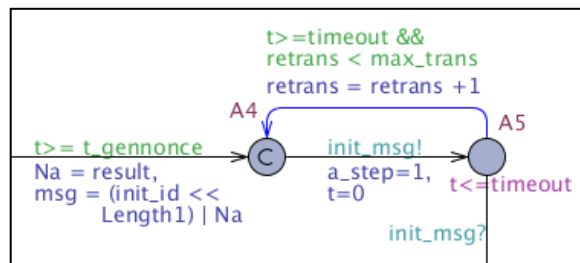 t>=timeout &&
retrans < max_trans
retrans = retrans +1
A4
A5
t>= t_gennonce
Na = result,
msg = (init_id <<
Length1) | Na
C
init_msg!
a_step=1,
t=0
t<=timeout
init_msg?